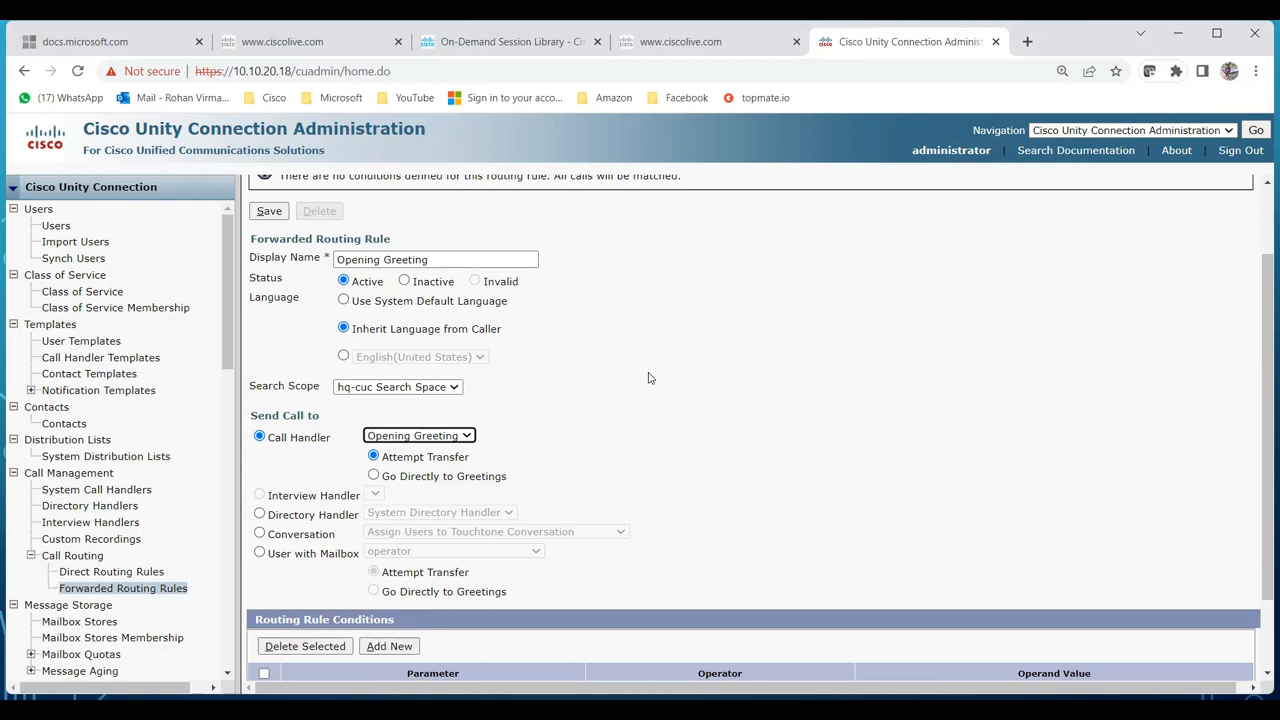 docs.microsoft.com
www.ciscolive.com
On-Demand Session Library - Cis
www.ciscolive.com
Cisco Unity Connection Administ
Not secure https://10.10.20.18/cuadmin/home.do
(17) WhatsApp Mail - Rohan Virma... Cisco Microsoft YouTube Sign in to your acco... Amazon Facebook topmate.io
CISCO
Cisco Unity Connection Administration
For Cisco Unified Communications Solutions
Navigation Cisco Unity Connection Administration Go
administrator Search Documentation About Sign Out
Cisco Unity Connection
Users
Users
Import Users
Synch Users
Class of Service
Class of Service
Class of Service Membership
Templates
User Templates
Call Handler Templates
Contact Templates
Notification Templates
Contacts
Contacts
Distribution Lists
System Distribution Lists
Call Management
System Call Handlers
Directory Handlers
Interview Handlers
Custom Recordings
Call Routing
Direct Routing Rules
Forwarded Routing Rules
Message Storage
Mailbox Stores
Mailbox Stores Membership
Mailbox Quotas
Message Aging
There are no conditions defined for this routing rule. All calls will be matched.
Save Delete
Forwarded Routing Rule
Display Name * Opening Greeting
Status Active Inactive Invalid
Language Use System Default Language
Inherit Language from Caller
English(United States)
Search Scope hq-cuc Search Space
Send Call to
Call Handler Opening Greeting
Attempt Transfer
Go Directly to Greetings
Interview Handler
Directory Handler System Directory Handler
Conversation Assign Users to Touchtone Conversation
User with Mailbox operator
Attempt Transfer
Go Directly to Greetings
Routing Rule Conditions
Delete Selected Add New
Parameter Operator Operand Value